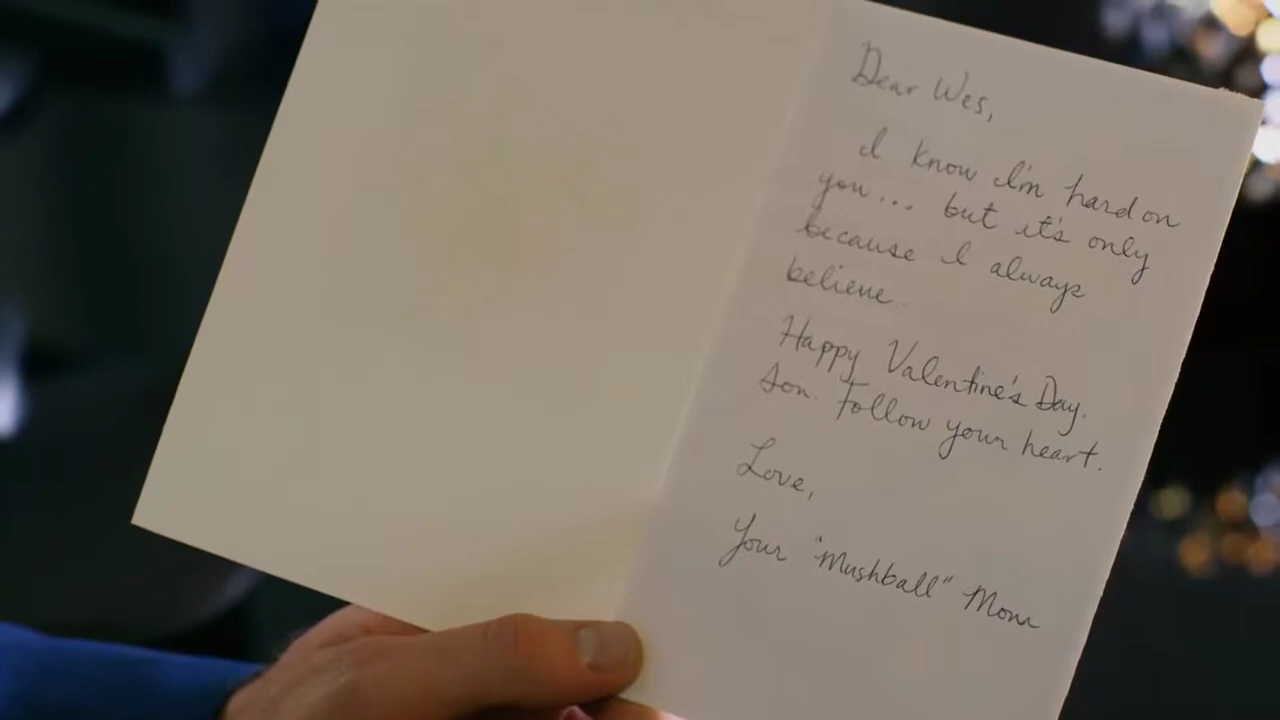 Dear Wes,
I know I'm hard on
you... but it's only
because I always
believe.
Happy Valentine's Day.
Son. Follow your heart.
Love,
Your "Mushball" Mom